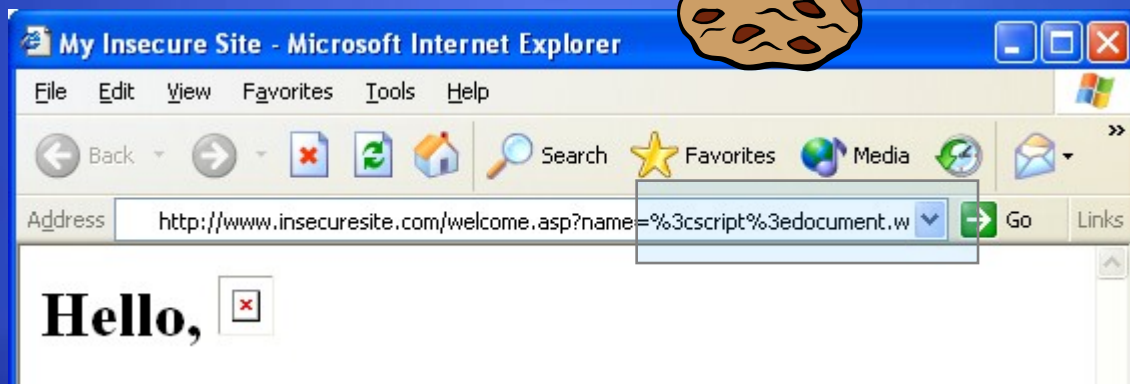 My Insecure Site - Microsoft Internet Explorer
File Edit View Favorites Tools Help
Back Search Favorites Media »
Address http://www.insecuresite.com/welcome.asp?name=%3cscript%3edocument.w Go Links
Hello,